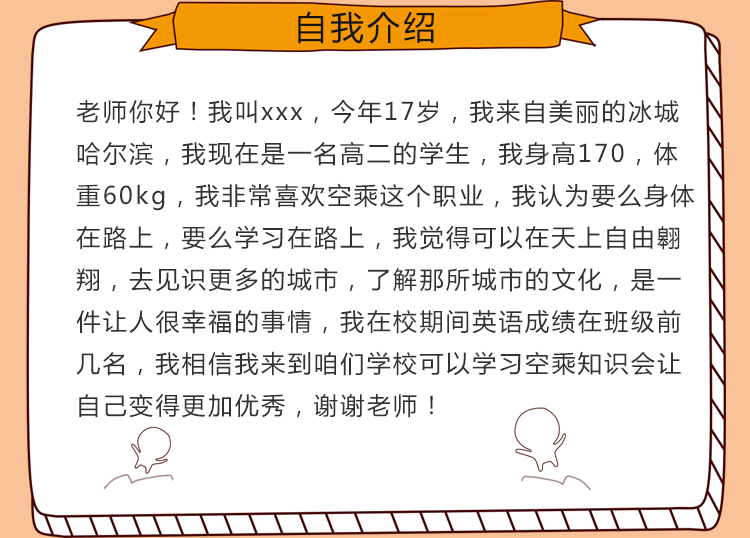 自我介绍
老师你好！我叫xxx，今年17岁，我来自美丽的冰城
哈尔滨，我现在是一名高二的学生，我身高170，体
重60kg，我非常喜欢空乘这个职业，我认为要么身体
在路上，要么学习在路上，我觉得可以在天上自由翱
翔，去见识更多的城市，了解那所城市的文化，是一
件让人很幸福的事情，我在校期间英语成绩在班级前
几名，我相信我来到咱们学校可以学习空乘知识会让
自己变得更加优秀，谢谢老师！